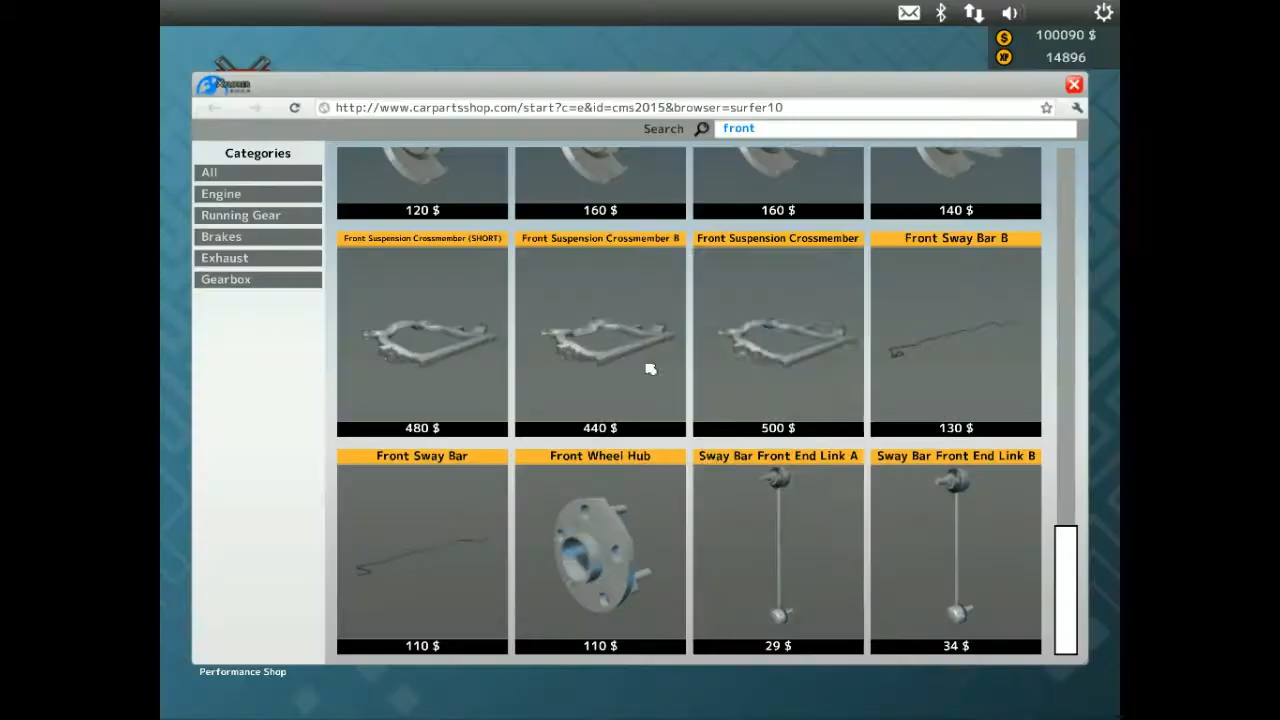 100090 $
14896
http://www.carpartsshop.com/start?c=e&id=cms2015&browser=surfer10
Search front
Categories
All
Engine
Running Gear
Brakes
Exhaust
Gearbox
120 $ 160 $ 160 $ 140 $
Front Suspension Crossmember (SHORT) Front Suspension Crossmember B Front Suspension Crossmember Front Sway Bar B
480 $ 440 $ 500 $ 130 $
Front Sway Bar Front Wheel Hub Sway Bar Front End Link A Sway Bar Front End Link B
110 $ 110 $ 29 $ 34 $
Performance Shop